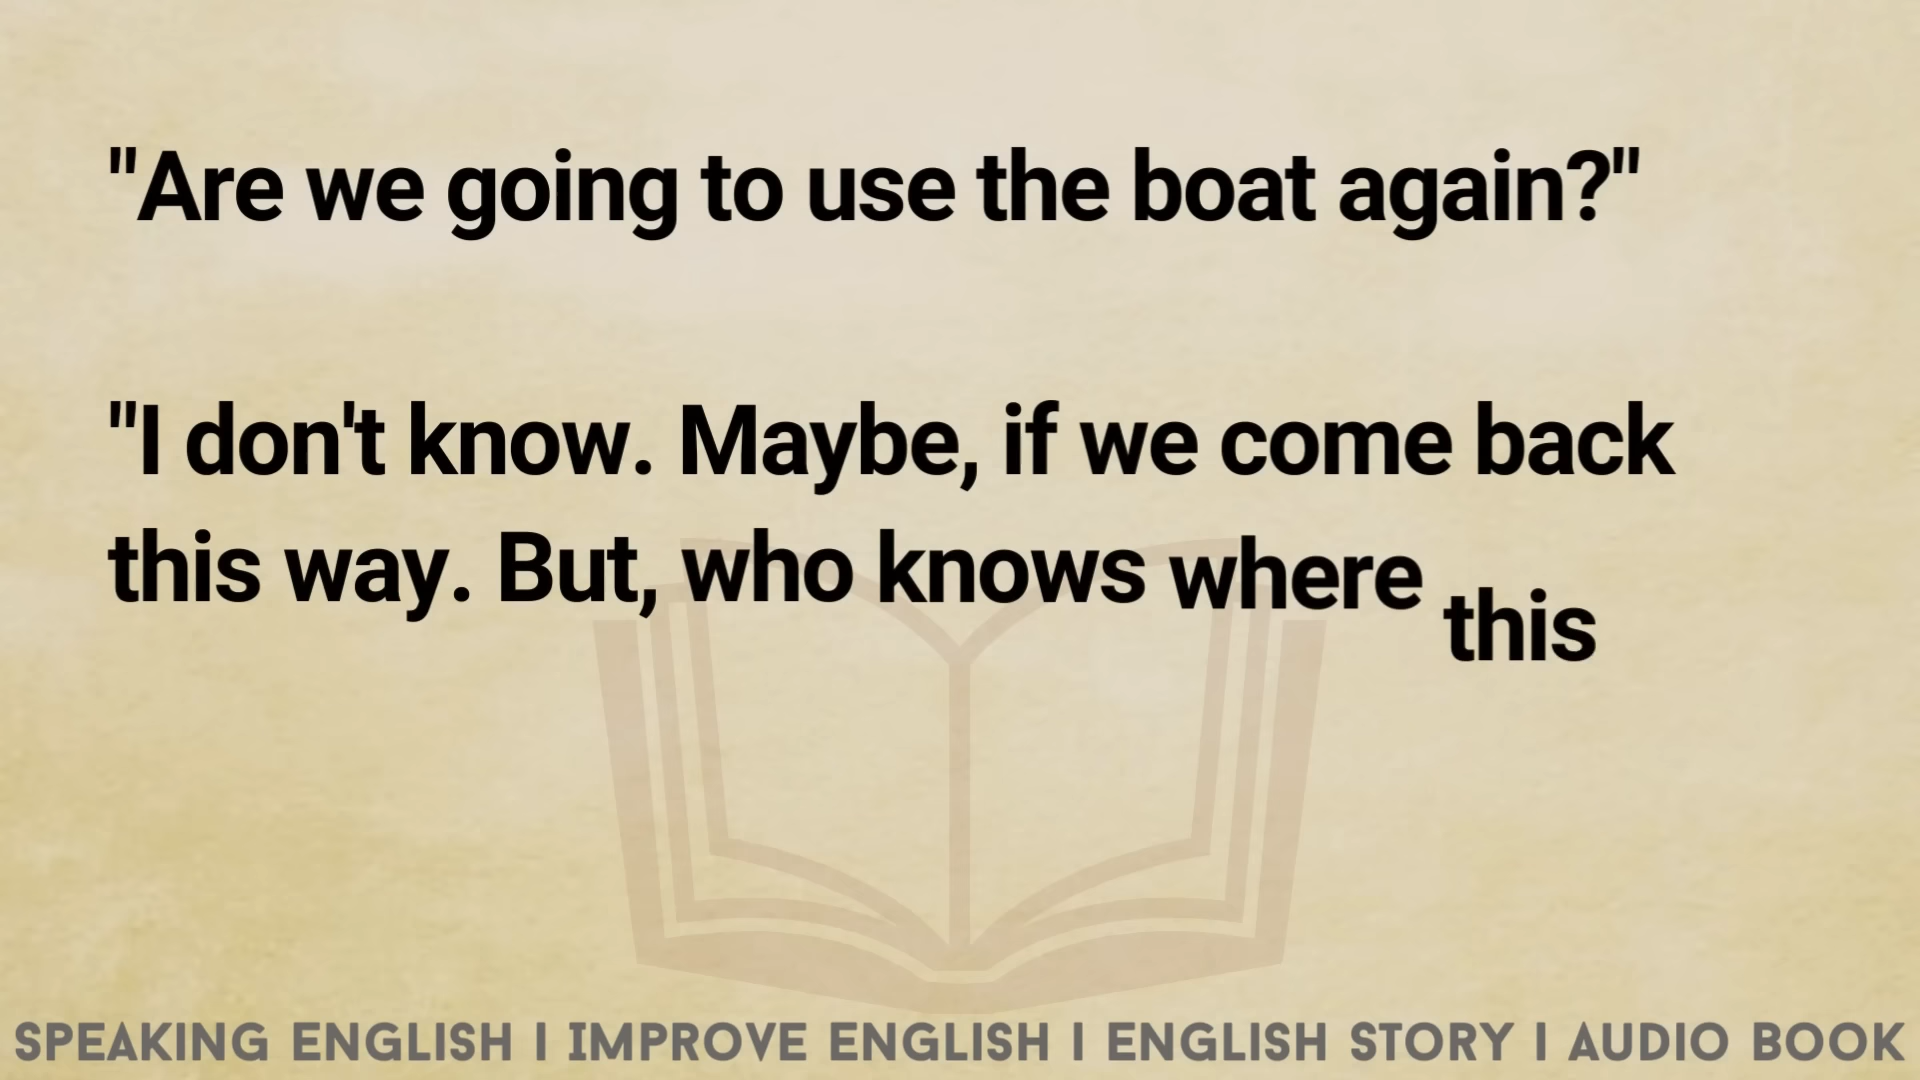 "Are we going to use the boat again?"
"I don't know. Maybe, if we come back
this way. But, who knows where this
SPEAKING ENGLISH I IMPROVE ENGLISH I ENGLISH STORY I AUDIO BOOK